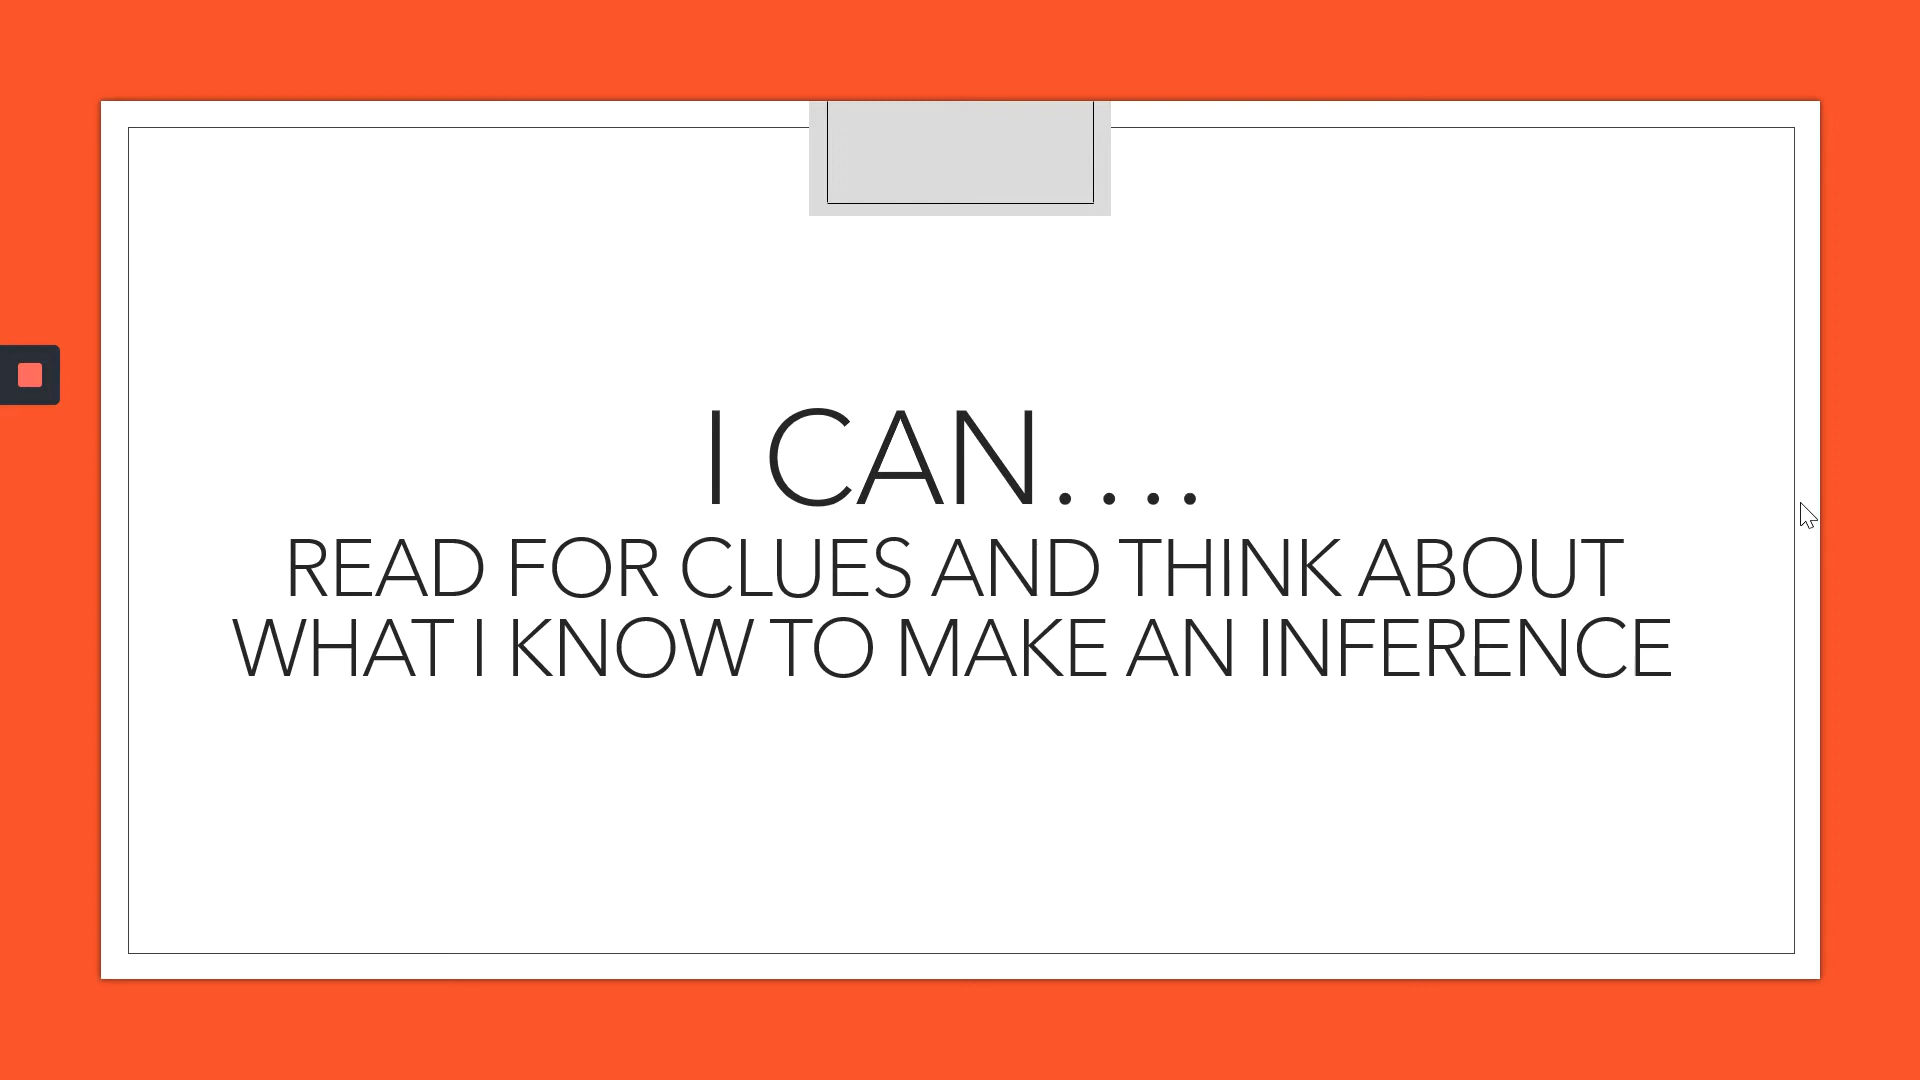 I CAN….
READ FOR CLUES AND THINK ABOUT
WHAT I KNOW TO MAKE AN INFERENCE